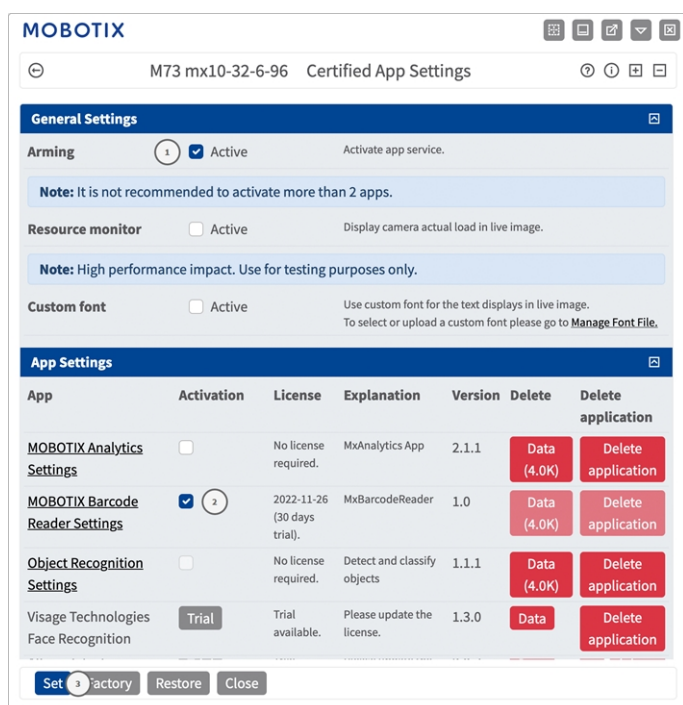 MOBOTIX
M73 mx10-32-6-96 Certified App Settings
General Settings
Arming 1 Active Activate app service.
Note: It is not recommended to activate more than 2 apps.
Resource monitor Active Display camera actual load in live image.
Note: High performance impact. Use for testing purposes only.
Custom font Active Use custom font for the text displays in live image.
To select or upload a custom font please go to Manage Font File.
App Settings
App Activation License Explanation Version Delete Delete
application
MOBOTIX Analytics No license MxAnalytics App 2.1.1 Data Delete
Settings required. (4.0K) application
MOBOTIX Barcode 2 2022-11-26 MxBarcodeReader 1.0 Data Delete
Reader Settings (30 days (4.0K) application
trial).
Object Recognition No license Detect and classify 1.1.1 Data Delete
Settings required. objects (4.0K) application
Visage Technologies Trial Trial Please update the 1.3.0 Data Delete
Face Recognition available. license. application
Set 3 actory Restore Close